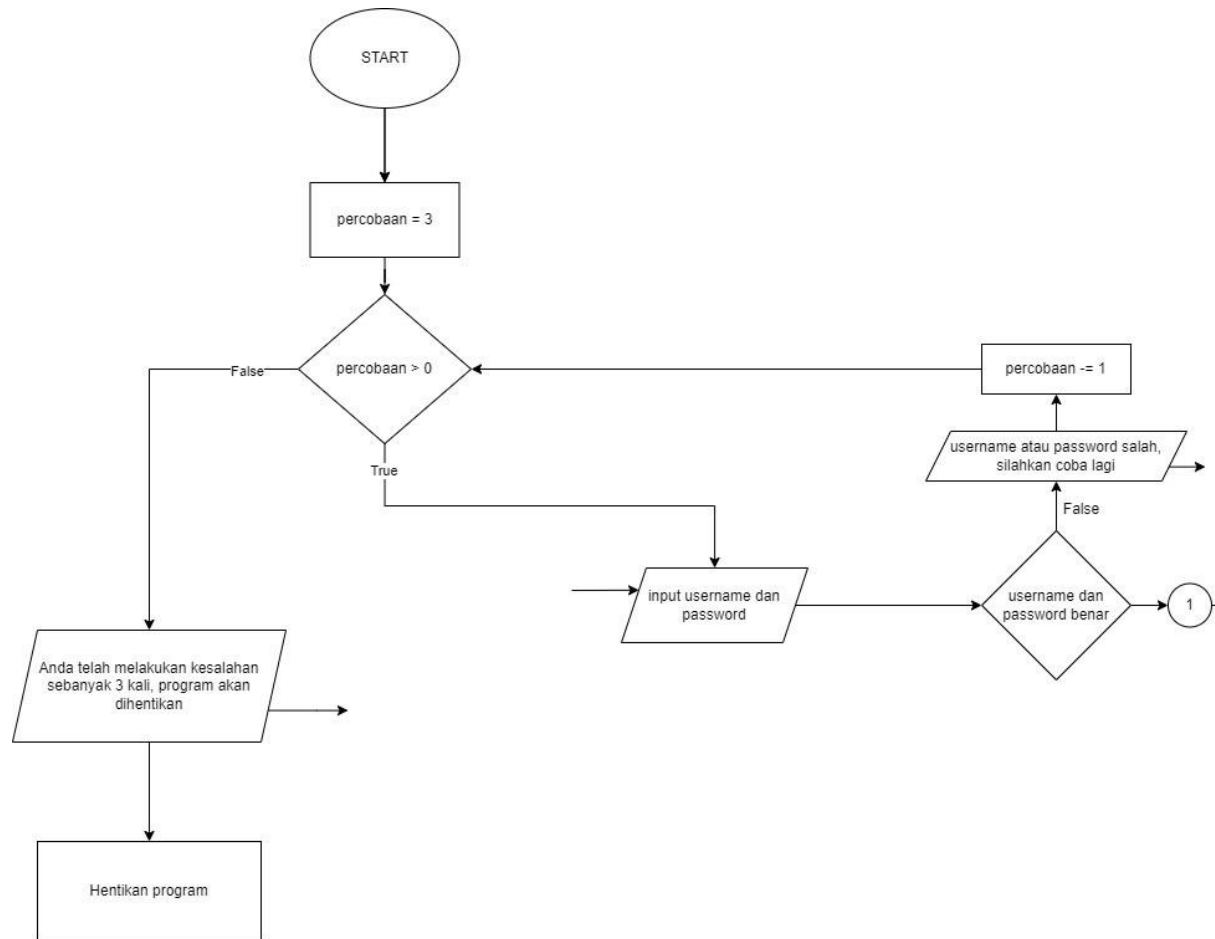 START
percobaan = 3
percobaan > 0
False
True
percobaan -= 1
username atau password salah,
silahkan coba lagi
False
input username dan
password
username dan
password benar
1
Anda telah melakukan kesalahan
sebanyak 3 kali, program akan
dihentikan
Hentikan program